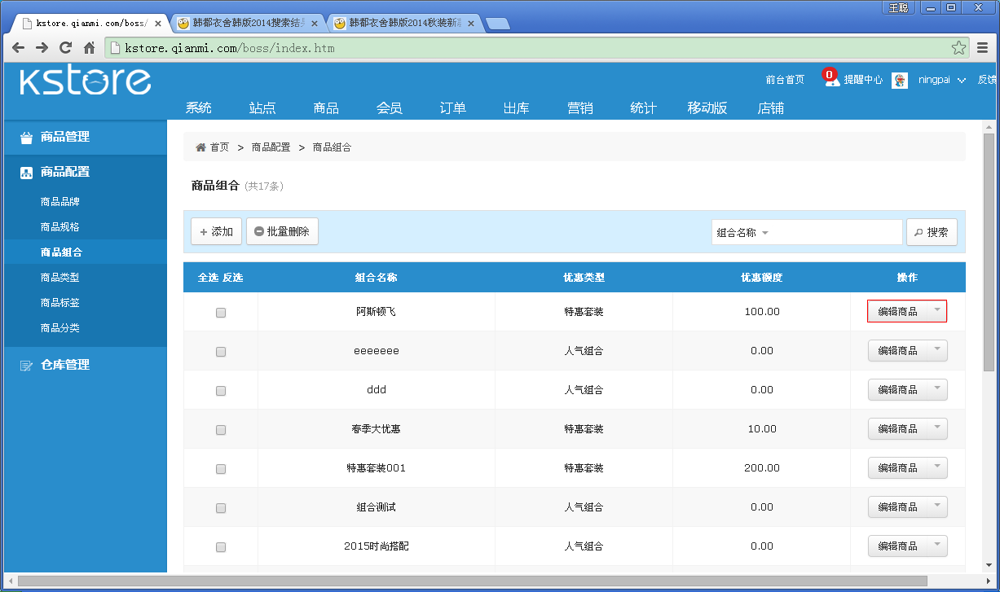 王聪
kstore.qianmi.com/boss/
韩都衣舍韩版2014搜索结
韩都衣舍韩版2014秋装新
kstore.qianmi.com/boss/index.htm
kstore
前台首页
0
提醒中心
ningpai
反馈
系统 站点 商品 会员 订单 出库 营销 统计 移动版 店铺
商品管理
商品配置
商品品牌
商品规格
商品组合
商品类型
商品标签
商品分类
仓库管理
首页 > 商品配置 > 商品组合
商品组合 (共17条)
+ 添加
批量删除
组合名称
搜索
全选 反选 组合名称 优惠类型 优惠额度 操作
阿斯顿飞 特惠套装 100.00 编辑商品
eeeeeee 人气组合 0.00 编辑商品
ddd 人气组合 0.00 编辑商品
春季大优惠 特惠套装 10.00 编辑商品
特惠套装001 特惠套装 200.00 编辑商品
组合测试 人气组合 0.00 编辑商品
2015时尚搭配 人气组合 0.00 编辑商品